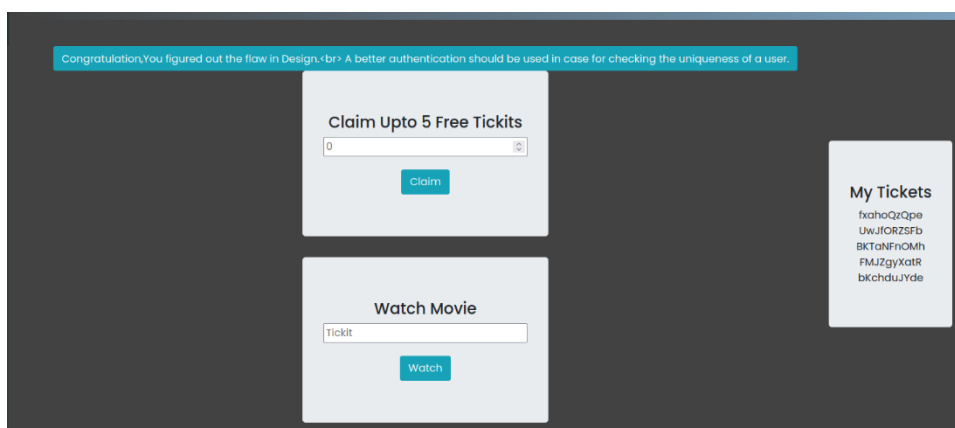 Congratulation,You figured out the flaw in Design.<br> A better authentication should be used in case for checking the uniqueness of a user.
Claim Upto 5 Free Tickits
0
Claim
My Tickets
fxahoQzQpe
UwJfORZSFb
BKTaNFnOMh
FMJZgyXatR
bKchduJYde
Watch Movie
Tickit
Watch